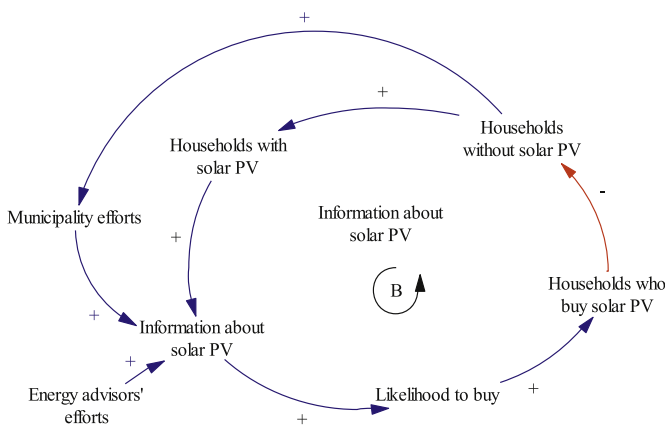 +
+
Households
without solar PV
Households with
solar PV
-
Municipality efforts
Information about
solar PV
+
B
Households who
buy solar PV
+
Information about
solar PV
+
Energy advisors'
efforts
Likelihood to buy
+
+